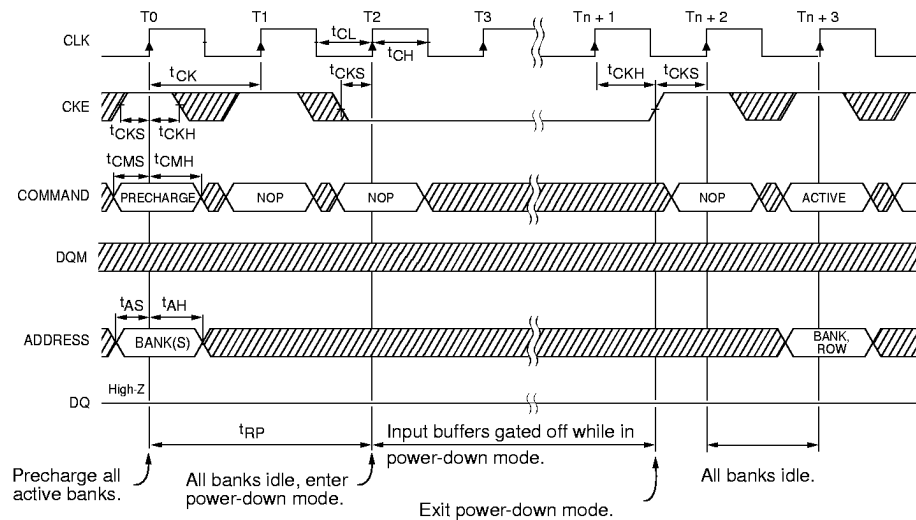 T0 T1 T2 T3 Tn + 1 Tn + 2 Tn + 3
CLK
tCL
tCH
tCK
tCKS
tCKH
tCKS
CKE
tCKS
tCKH
tCMS
tCMH
COMMAND
PRECHARGE
NOP
NOP
NOP
ACTIVE
DQM
tAS
tAH
ADDRESS
BANK(S)
BANK,
ROW
High-Z
DQ
tRP
Input buffers gated off while in
power-down mode.
Precharge all
active banks.
All banks idle, enter
power-down mode.
Exit power-down mode.
All banks idle.